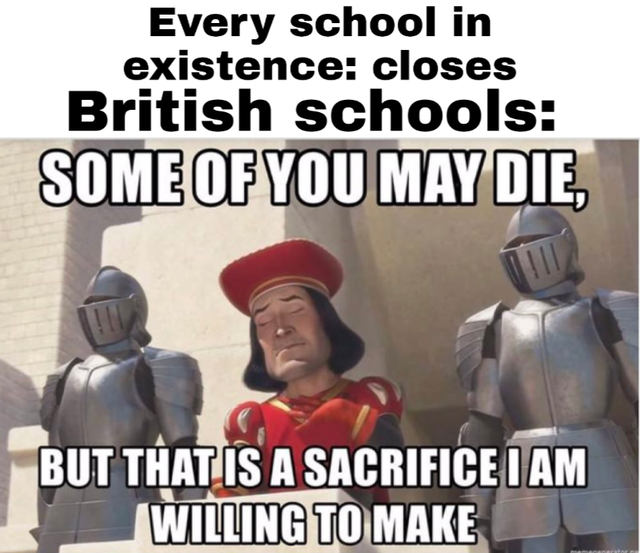 Every school in
existence: closes
British schools:
SOME OF YOU MAY DIE,
BUT THAT IS A SACRIFICE I AM
WILLING TO MAKE